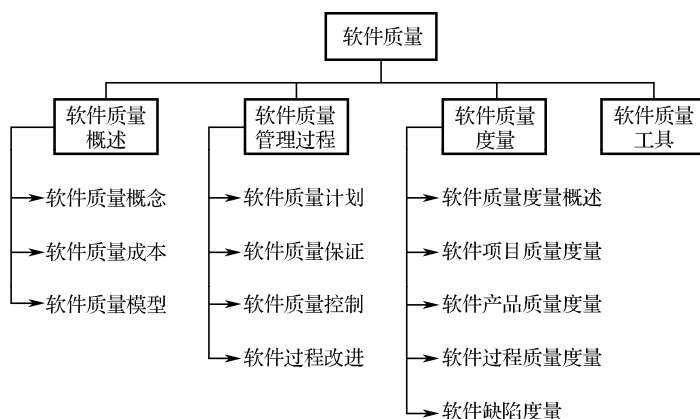 软件质量
软件质量
概述
软件质量概念
软件质量成本
软件质量模型
软件质量
管理过程
软件质量计划
软件质量保证
软件质量控制
软件过程改进
软件质量
度量
软件质量度量概述
软件项目质量度量
软件产品质量度量
软件过程质量度量
软件缺陷度量
软件质量
工具